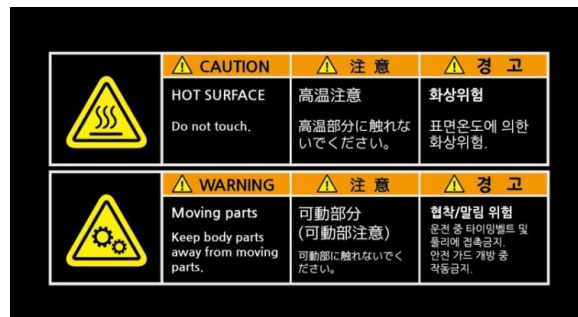 CAUTION
HOT SURFACE
Do not touch.
注意
高温注意
高温部分に触れな
いでください。
경고
화상위험
표면온도에 의한
화상위험.
WARNING
Moving parts
Keep body parts
away from moving
parts.
注意
可動部分
(可動部注意)
可動部に触れないでく
ださい。
경고
협착/말림 위험
운전 중 타이밍벨트 및
풀리에 접촉금지.
안전 가드 개방 중
작동금지.